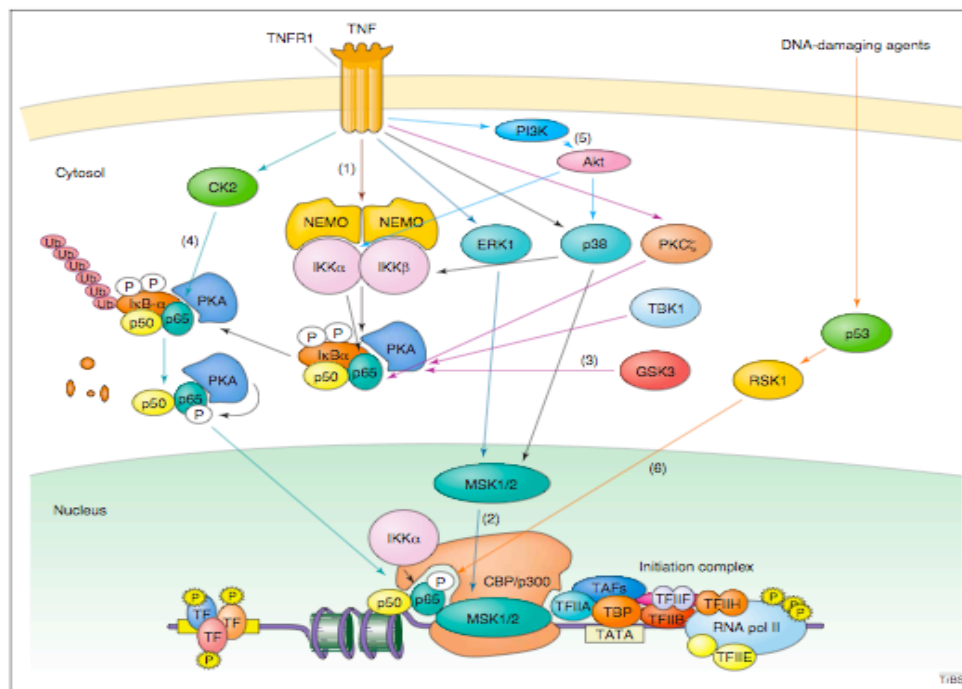 TNF
TNFR1
DNA-damaging agents
PI3K
(5)
Akt
Cytosol
(1)
CK2
NEMO
NEMO
ERK1
p38
PKCζ
(4)
IKKα
IKKβ
Ub
Ub
Ub
Ub
Ub
Ub
P
P
IκB-α
PKA
p50
p65
TBK1
P
P
PKA
IκBα
p50
p65
p53
(3)
GSK3
RSK1
PKA
p50
p65
P
(6)
MSK1/2
Nucleus
(2)
IKKα
P
CBP/p300
Initiation complex
p50
p65
MSK1/2
TFIIA
TAFs
TBP
TATA
TFIIF
TFIIB
TFIIH
RNA pol II
TFIIE
P
P
P
P
P
TF
TF
TF
P
TiBS